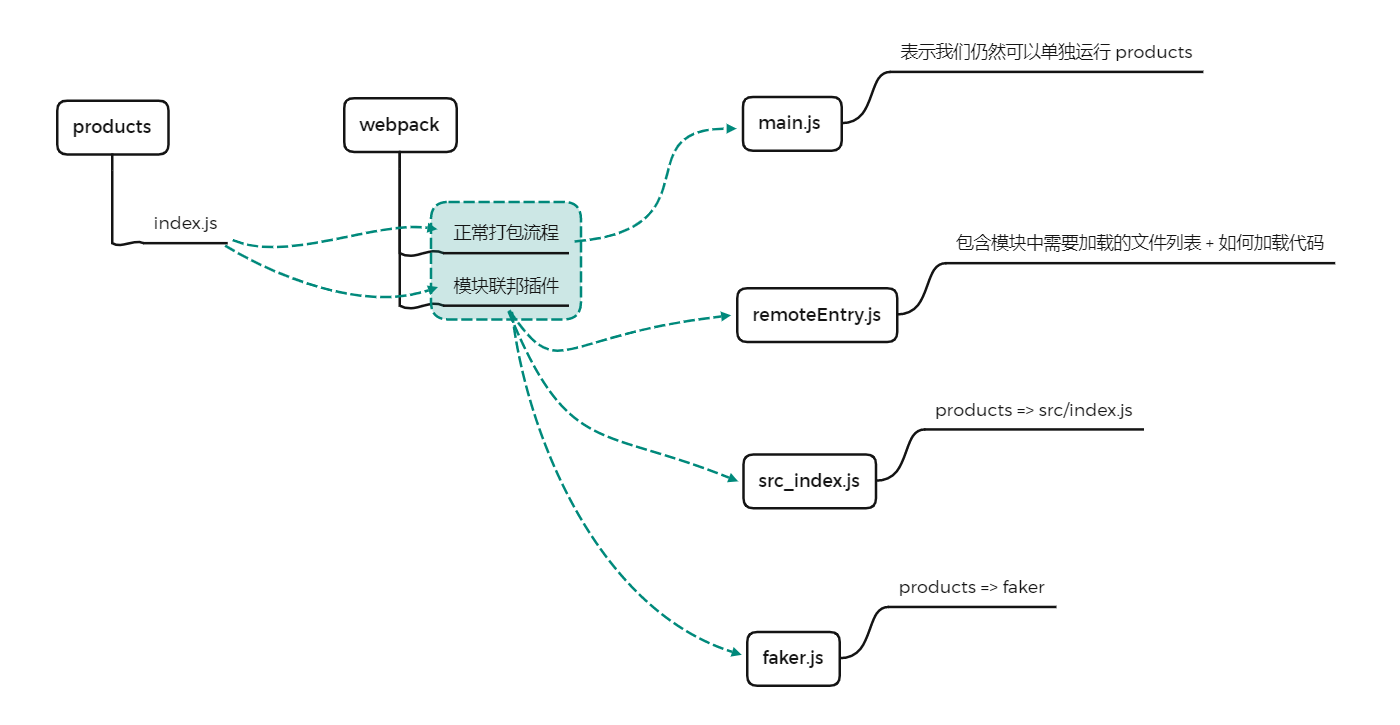 表示我们仍然可以单独运行 products
products
webpack
main.js
index.js
正常打包流程
包含模块中需要加载的文件列表 + 如何加载代码
模块联邦插件
remoteEntry.js
products => src/index.js
src_index.js
products => faker
faker.js